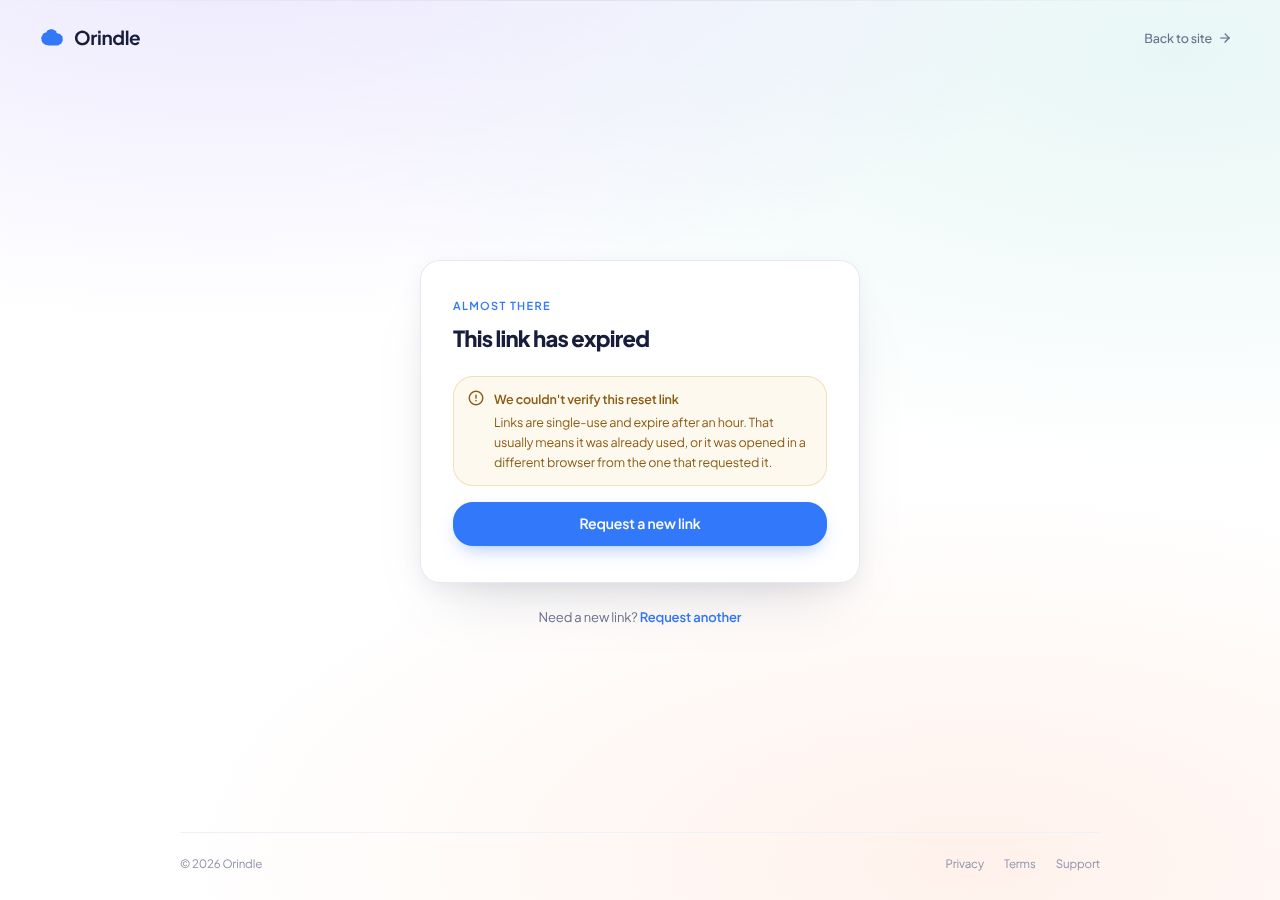 Orindle
Back to site
ALMOST THERE
This link has expired
We couldn't verify this reset link
Links are single-use and expire after an hour. That
usually means it was already used, or it was opened in a
different browser from the one that requested it.
Request a new link
Need a new link? Request another
© 2026 Orindle
Privacy Terms Support